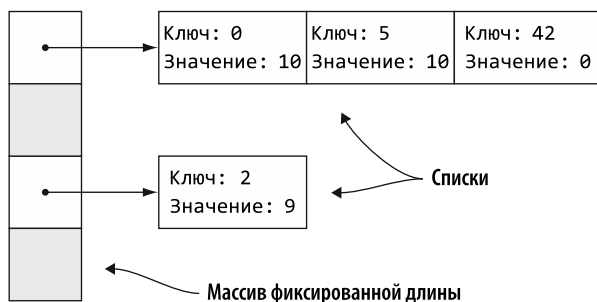 Ключ: 0
Значение: 10
Ключ: 5
Значение: 10
Ключ: 42
Значение: 0
Ключ: 2
Значение: 9
Списки
Массив фиксированной длины